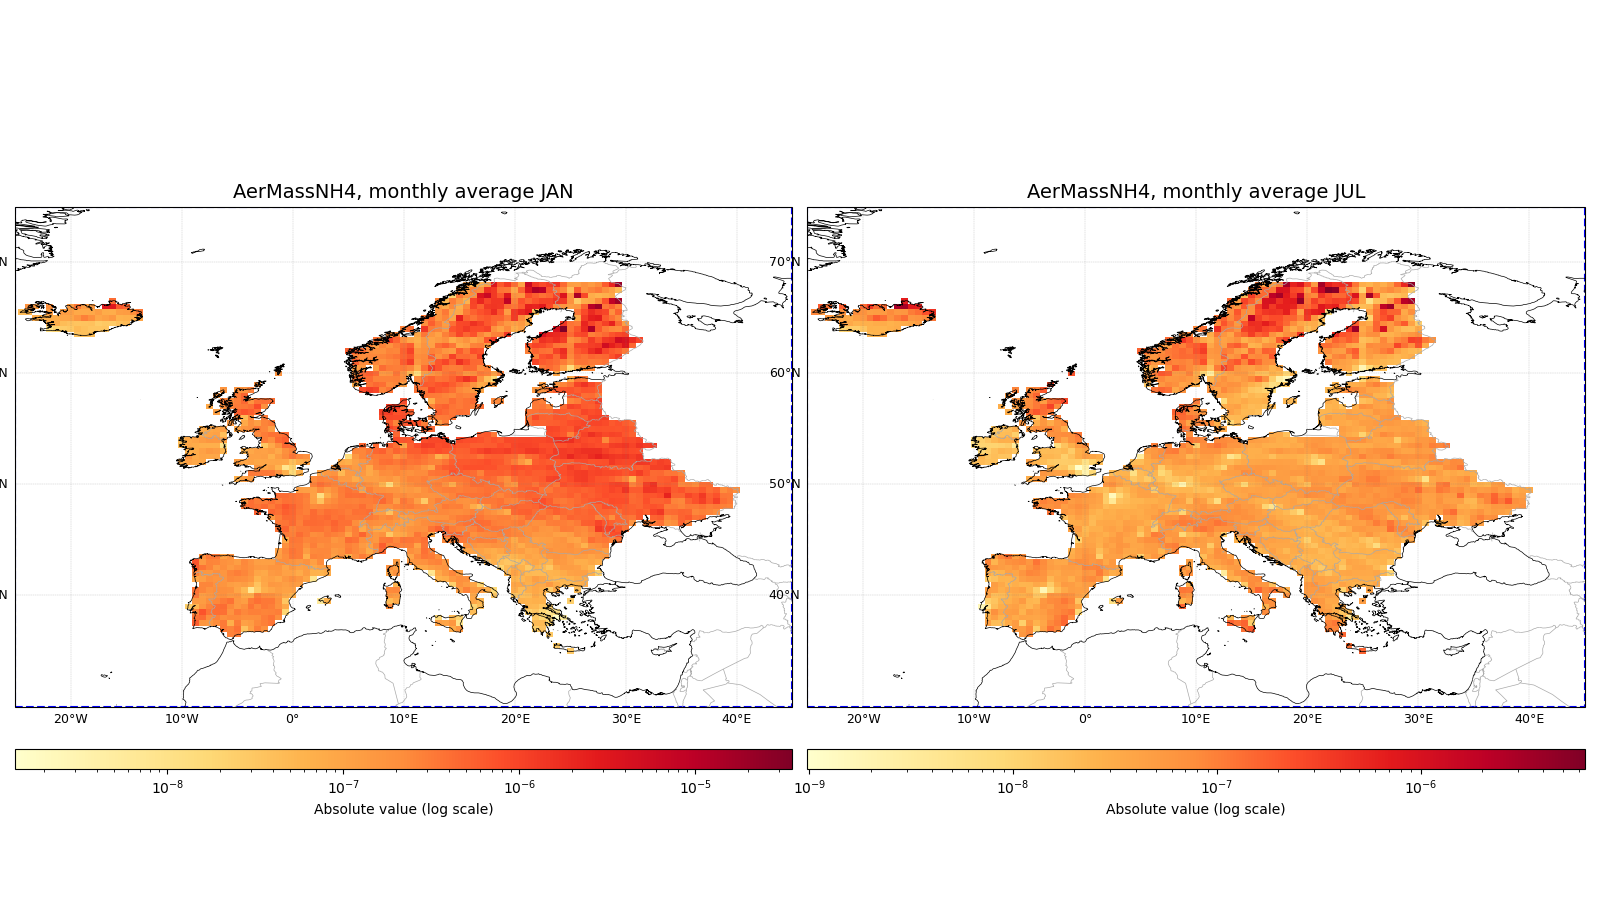 AerMassNH4, monthly average JAN
AerMassNH4, monthly average JUL
N
70°N
N
60°N
N
50°N
N
40°N
20°W 10°W 0° 10°E 20°E 30°E 40°E
20°W 10°W 0° 10°E 20°E 30°E 40°E
10⁻⁸ 10⁻⁷ 10⁻⁶ 10⁻⁵
10⁻⁹ 10⁻⁸ 10⁻⁷ 10⁻⁶
Absolute value (log scale)
Absolute value (log scale)